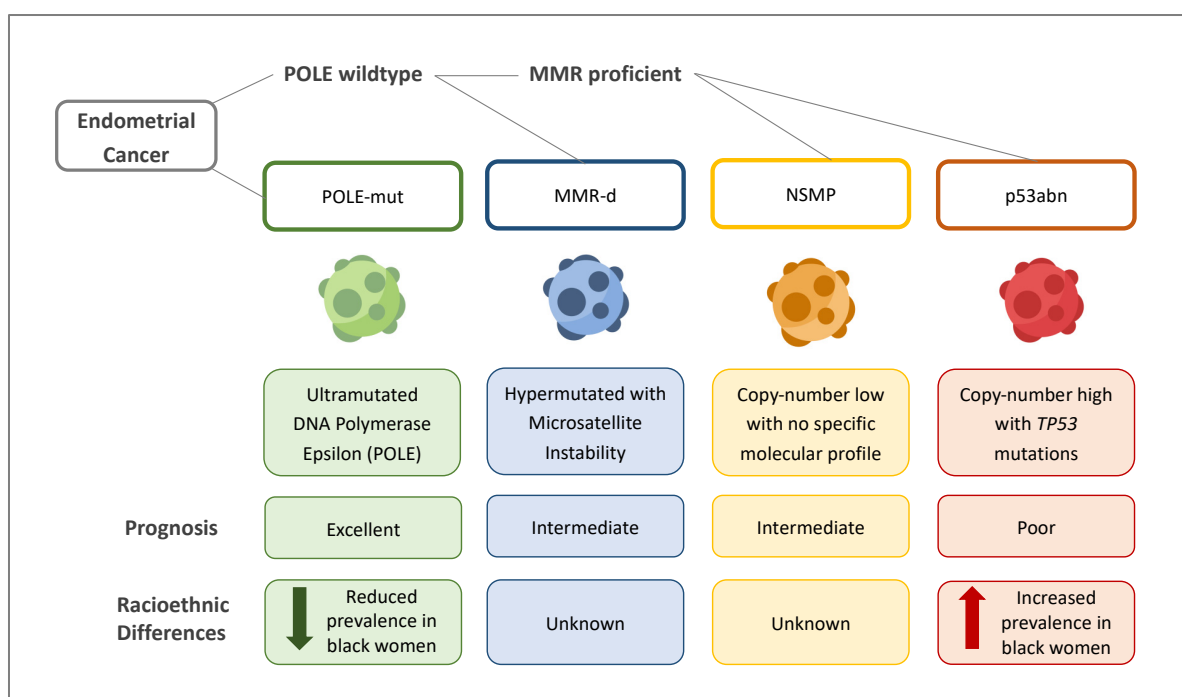 POLE wildtype
MMR proficient
Endometrial
Cancer
POLE-mut
MMR-d
NSMP
p53abn
Ultramutated
DNA Polymerase
Epsilon (POLE)
Hypermutated with
Microsatellite
Instability
Copy-number low
with no specific
molecular profile
Copy-number high
with TP53
mutations
Prognosis
Excellent
Intermediate
Intermediate
Poor
Racioethnic
Differences
Reduced
prevalence in
black women
Unknown
Unknown
Increased
prevalence in
black women